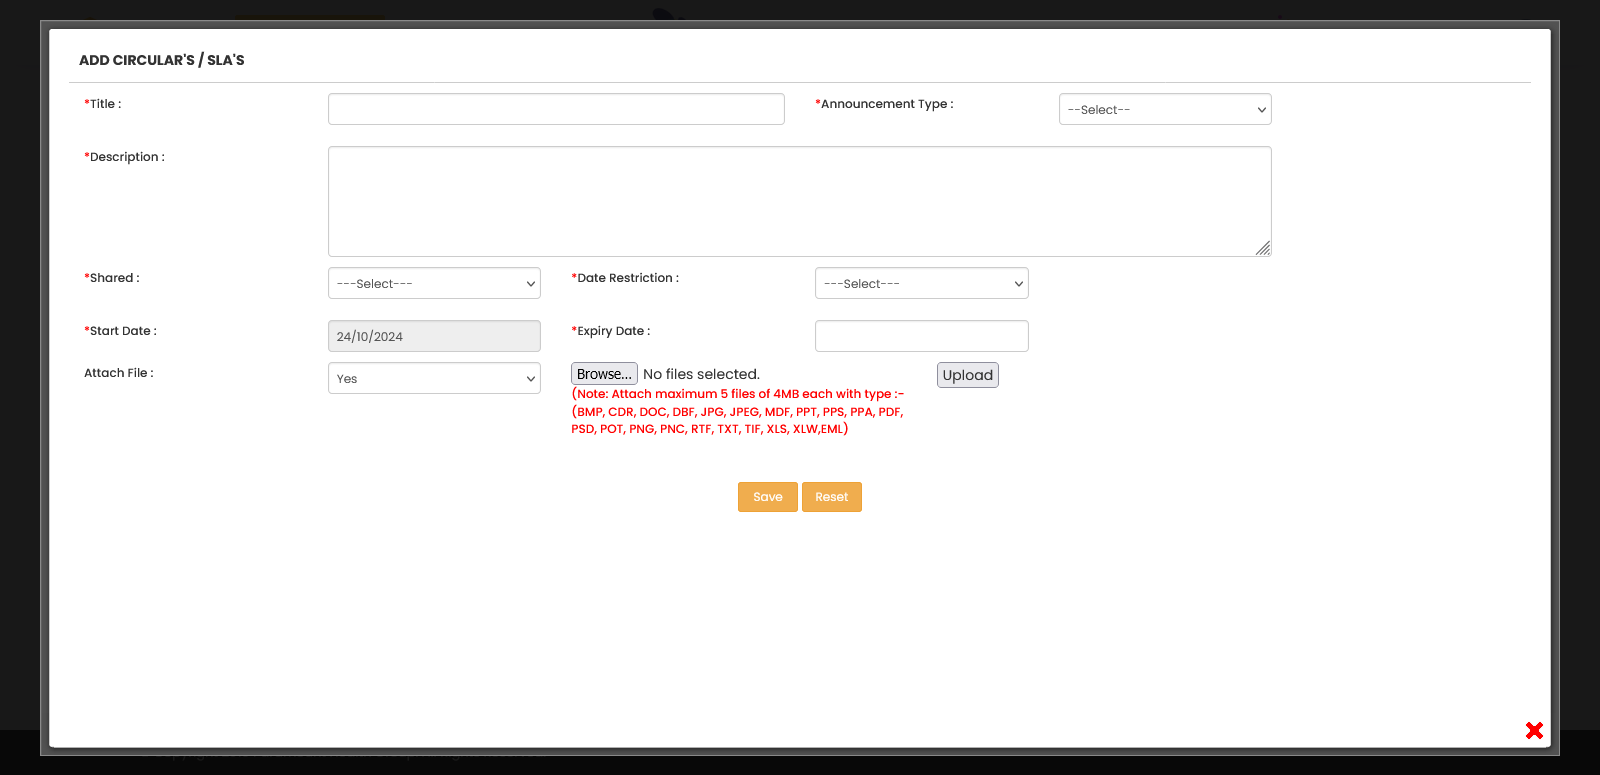 ADD CIRCULAR'S / SLA'S
*Title :
*Announcement Type :
--Select--
*Description :
*Shared :
---Select---
*Date Restriction :
---Select---
*Start Date :
24/10/2024
*Expiry Date :
Attach File :
Yes
Browse... No files selected.
Upload
(Note: Attach maximum 5 files of 4MB each with type :-
(BMP, CDR, DOC, DBF, JPG, JPEG, MDF, PPT, PPS, PPA, PDF,
PSD, POT, PNG, PNC, RTF, TXT, TIF, XLS, XLW,EML)
Save
Reset